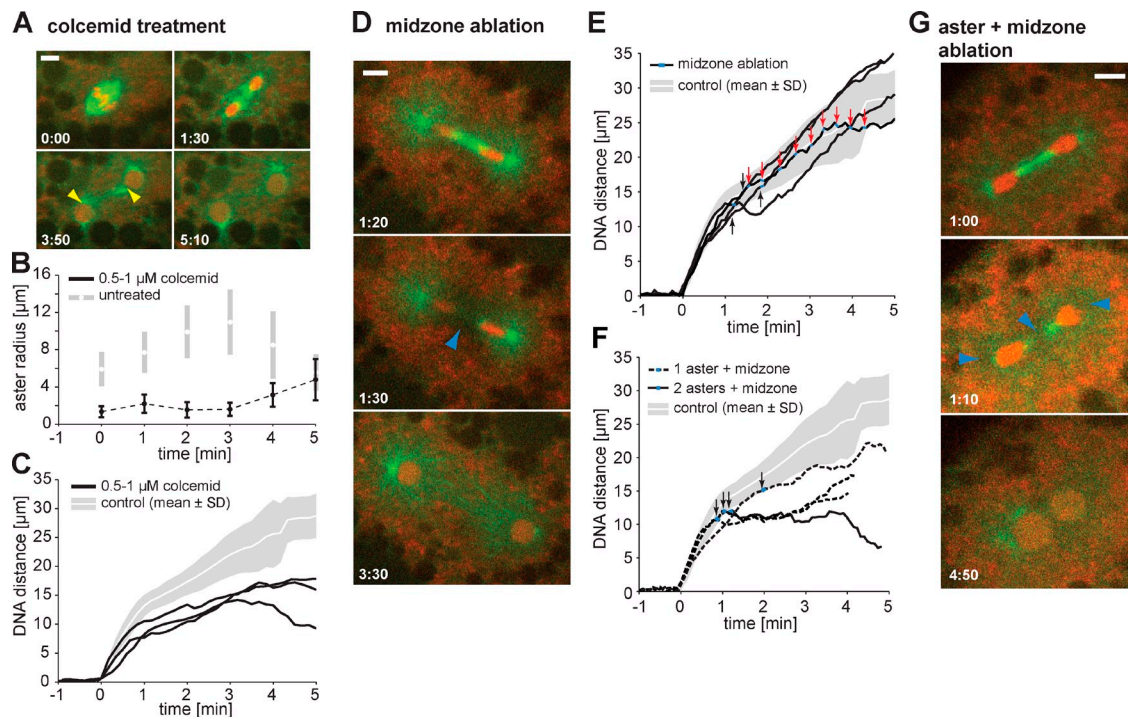 A colcemid treatment
0:00
1:30
3:50
5:10
B
0.5-1 µM colcemid
untreated
aster radius [µm]
16
12
8
4
0
-1 0 1 2 3 4 5
time [min]
C
0.5-1 µM colcemid
control (mean ± SD)
DNA distance [µm]
35
30
25
20
15
10
5
0
-1 0 1 2 3 4 5
time [min]
D midzone ablation
1:20
1:30
3:30
E
midzone ablation
control (mean ± SD)
DNA distance [µm]
35
30
25
20
15
10
5
0
-1 0 1 2 3 4 5
time [min]
F
1 aster + midzone
2 asters + midzone
control (mean ± SD)
DNA distance [µm]
35
30
25
20
15
10
5
0
-1 0 1 2 3 4 5
time [min]
G aster + midzone
ablation
1:00
1:10
4:50